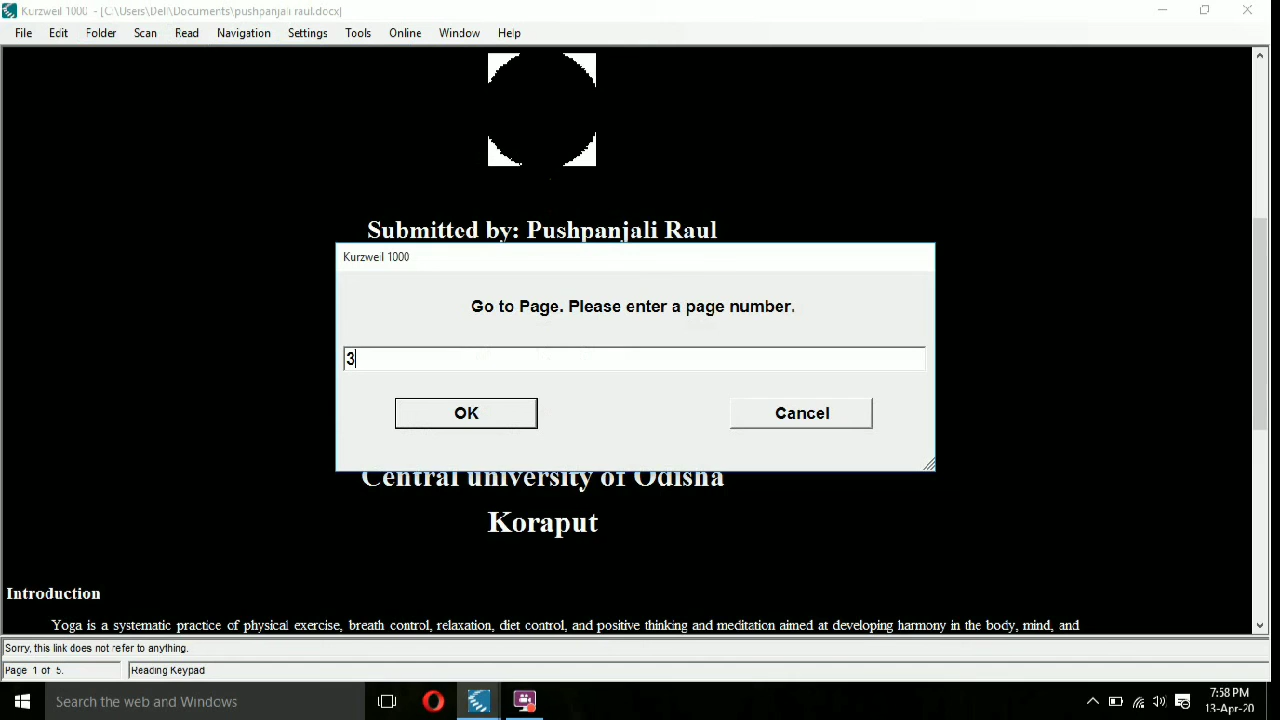 Kurzweil 1000 - [C:\Users\Dell\Documents\pushpanjali raul.docx]
File Edit Folder Scan Read Navigation Settings Tools Online Window Help
Submitted by: Pushpanjali Raul
Kurzweil 1000
Go to Page. Please enter a page number.
3
OK Cancel
Central university of Odisha
Koraput
Introduction
Yoga is a systematic practice of physical exercise, breath control, relaxation, diet control, and positive thinking and meditation aimed at developing harmony in the body, mind, and
Sorry, this link does not refer to anything.
Page 1 of 5. Reading Keypad
Search the web and Windows
7:58 PM
13-Apr-20